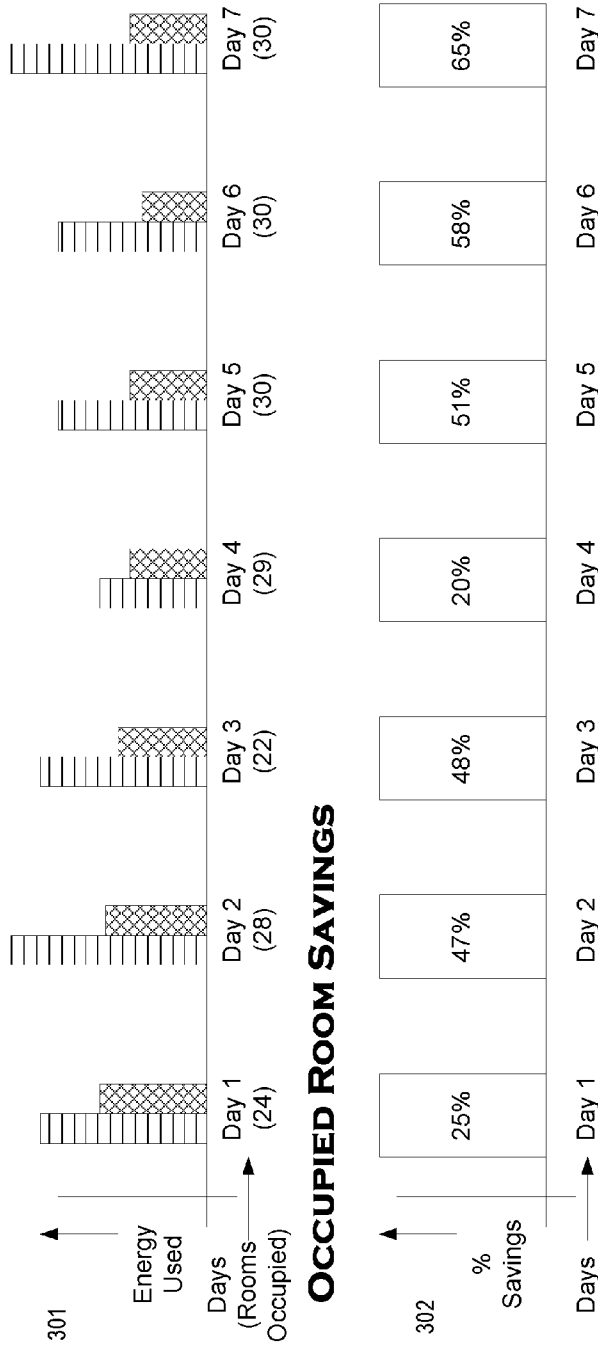 301
Energy
Used
Days
(Rooms
Occupied)
Day 1
(24)
Day 2
(28)
Day 3
(22)
Day 4
(29)
Day 5
(30)
Day 6
(30)
Day 7
(30)
OCCUPIED ROOM SAVINGS
302
%
Savings
25%
47%
48%
20%
51%
58%
65%
Days
Day 1
Day 2
Day 3
Day 4
Day 5
Day 6
Day 7